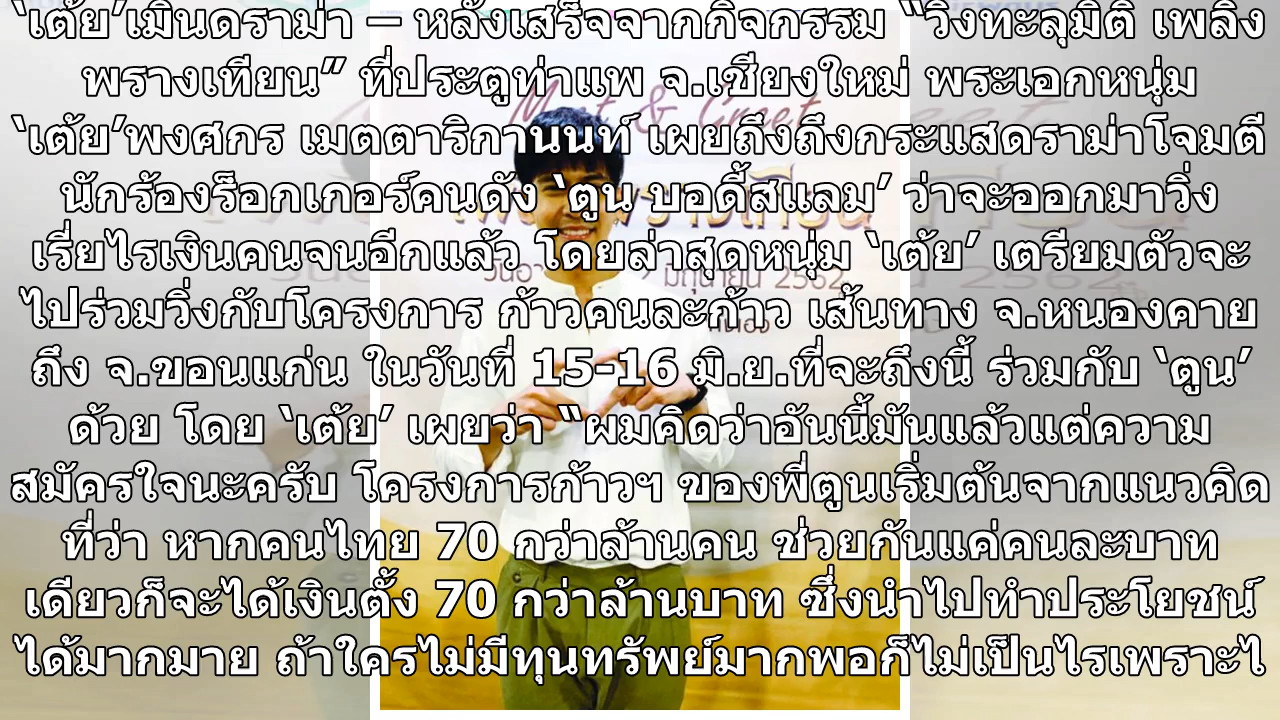 ‘เต้ย’เมินดราม่า – หลังเสร็จจากกิจกรรม “วิ่งทะลุมิติ เพลิง
พรางเทียน” ที่ประตูท่าแพ จ.เชียงใหม่ พระเอกหนุ่ม
‘เต้ย’พงศกร เมตตาริกานนท์ เผยถึงถึงกระแสดราม่าโจมตี
นักร้องร็อกเกอร์คนดัง ‘ตูน บอดี้สแลม’ ว่าจะออกมาวิ่ง
เรี่ยไรเงินคนจนอีกแล้ว โดยล่าสุดหนุ่ม ‘เต้ย’ เตรียมตัวจะ
ไปร่วมวิ่งกับโครงการ ก้าวคนละก้าว เส้นทาง จ.หนองคาย
ถึง จ.ขอนแก่น ในวันที่ 15-16 มิ.ย.ที่จะถึงนี้ ร่วมกับ ‘ตูน’
ด้วย โดย ‘เต้ย’ เผยว่า “ผมคิดว่าอันนี้มันแล้วแต่ความ
สมัครใจนะครับ โครงการก้าวฯ ของพี่ตูนเริ่มต้นจากแนวคิด
ที่ว่า หากคนไทย 70 กว่าล้านคน ช่วยกันแค่คนละบาท
เดียวก็จะได้เงินตั้ง 70 กว่าล้านบาท ซึ่งนำไปทำประโยชน์
ได้มากมาย ถ้าใครไม่มีทุนทรัพย์มากพอก็ไม่เป็นไรเพราะไ
Meet & Greet
มิถุนายน 2562